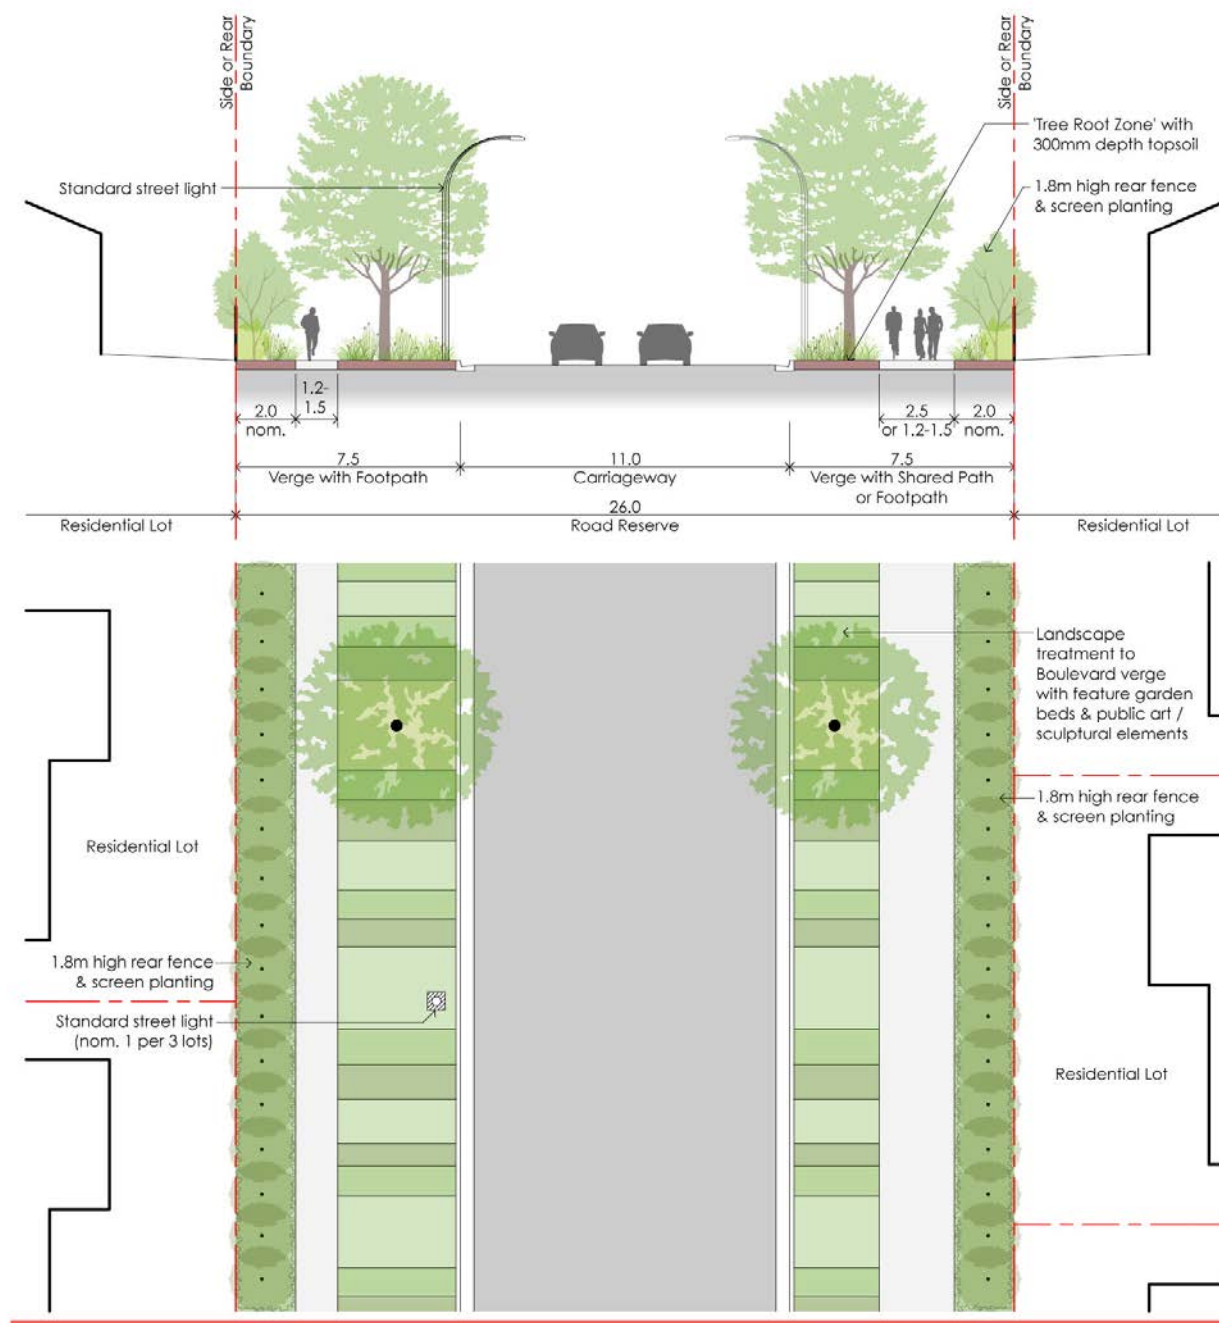 Side or Rear
Boundary
Side or Rear
Boundary
'Tree Root Zone' with
300mm depth topsoil
Standard street light
1.8m high rear fence
& screen planting
1.2-
1.5
2.0
nom.
2.5
or 1.2-1.5
2.0
nom.
7.5
Verge with Footpath
11.0
Carriageway
7.5
Verge with Shared Path
or Footpath
26.0
Road Reserve
Residential Lot
Residential Lot
Landscape
treatment to
Boulevard verge
with feature garden
beds & public art /
sculptural elements
1.8m high rear fence
& screen planting
Residential Lot
1.8m high rear fence
& screen planting
Standard street light
(nom. 1 per 3 lots)
Residential Lot